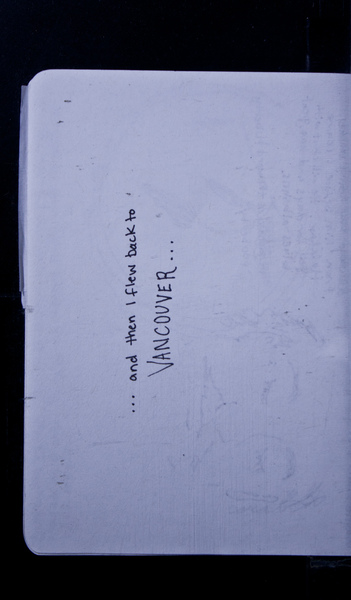 ... and then I flew back to
VANCOUVER...